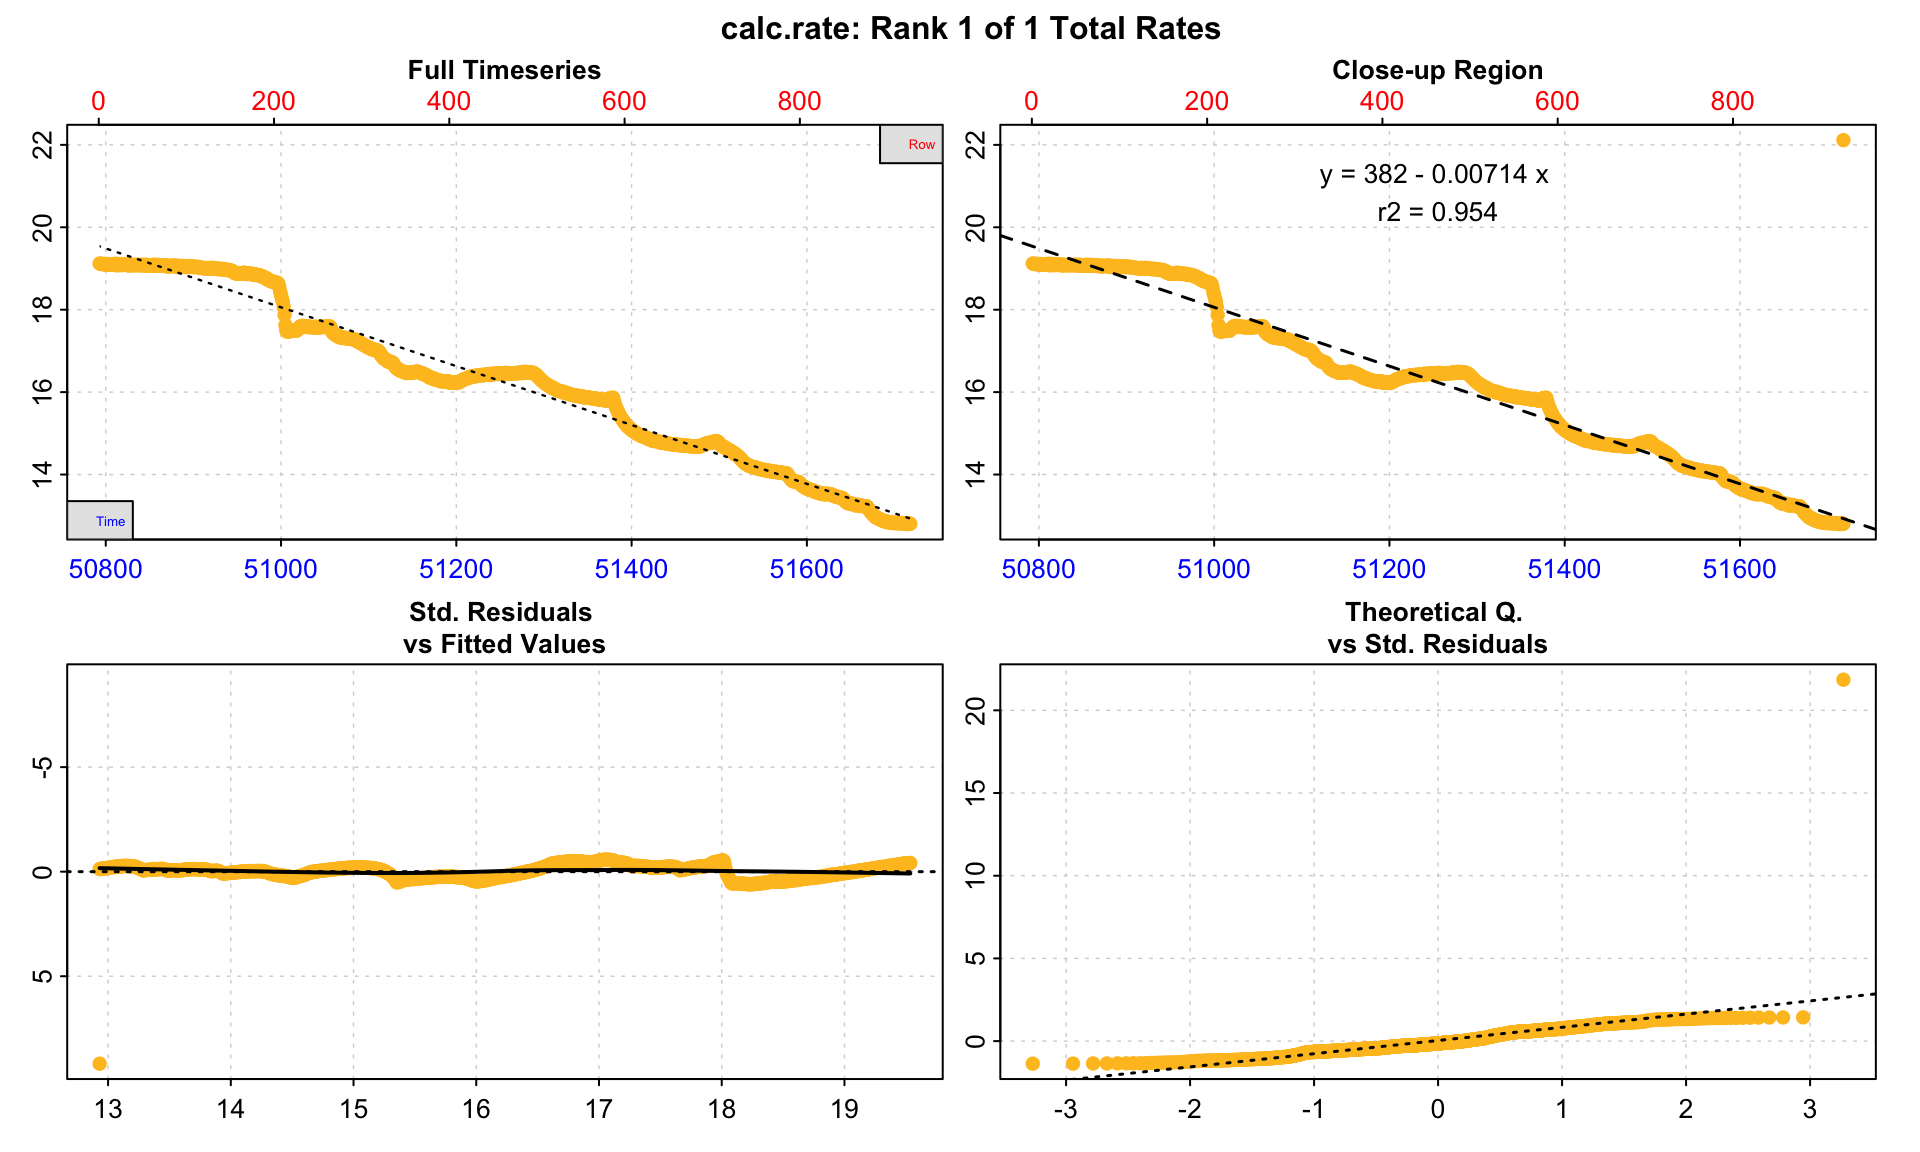 calc.rate: Rank 1 of 1 Total Rates
Full Timeseries
0 200 400 600 800
22
20
18
16
14
Row
Time
50800 51000 51200 51400 51600
Close-up Region
0 200 400 600 800
22
20
18
16
14
y = 382 - 0.00714 x
r2 = 0.954
50800 51000 51200 51400 51600
Std. Residuals
vs Fitted Values
-5
0
5
13 14 15 16 17 18 19
Theoretical Q.
vs Std. Residuals
20
15
10
5
0
-3 -2 -1 0 1 2 3